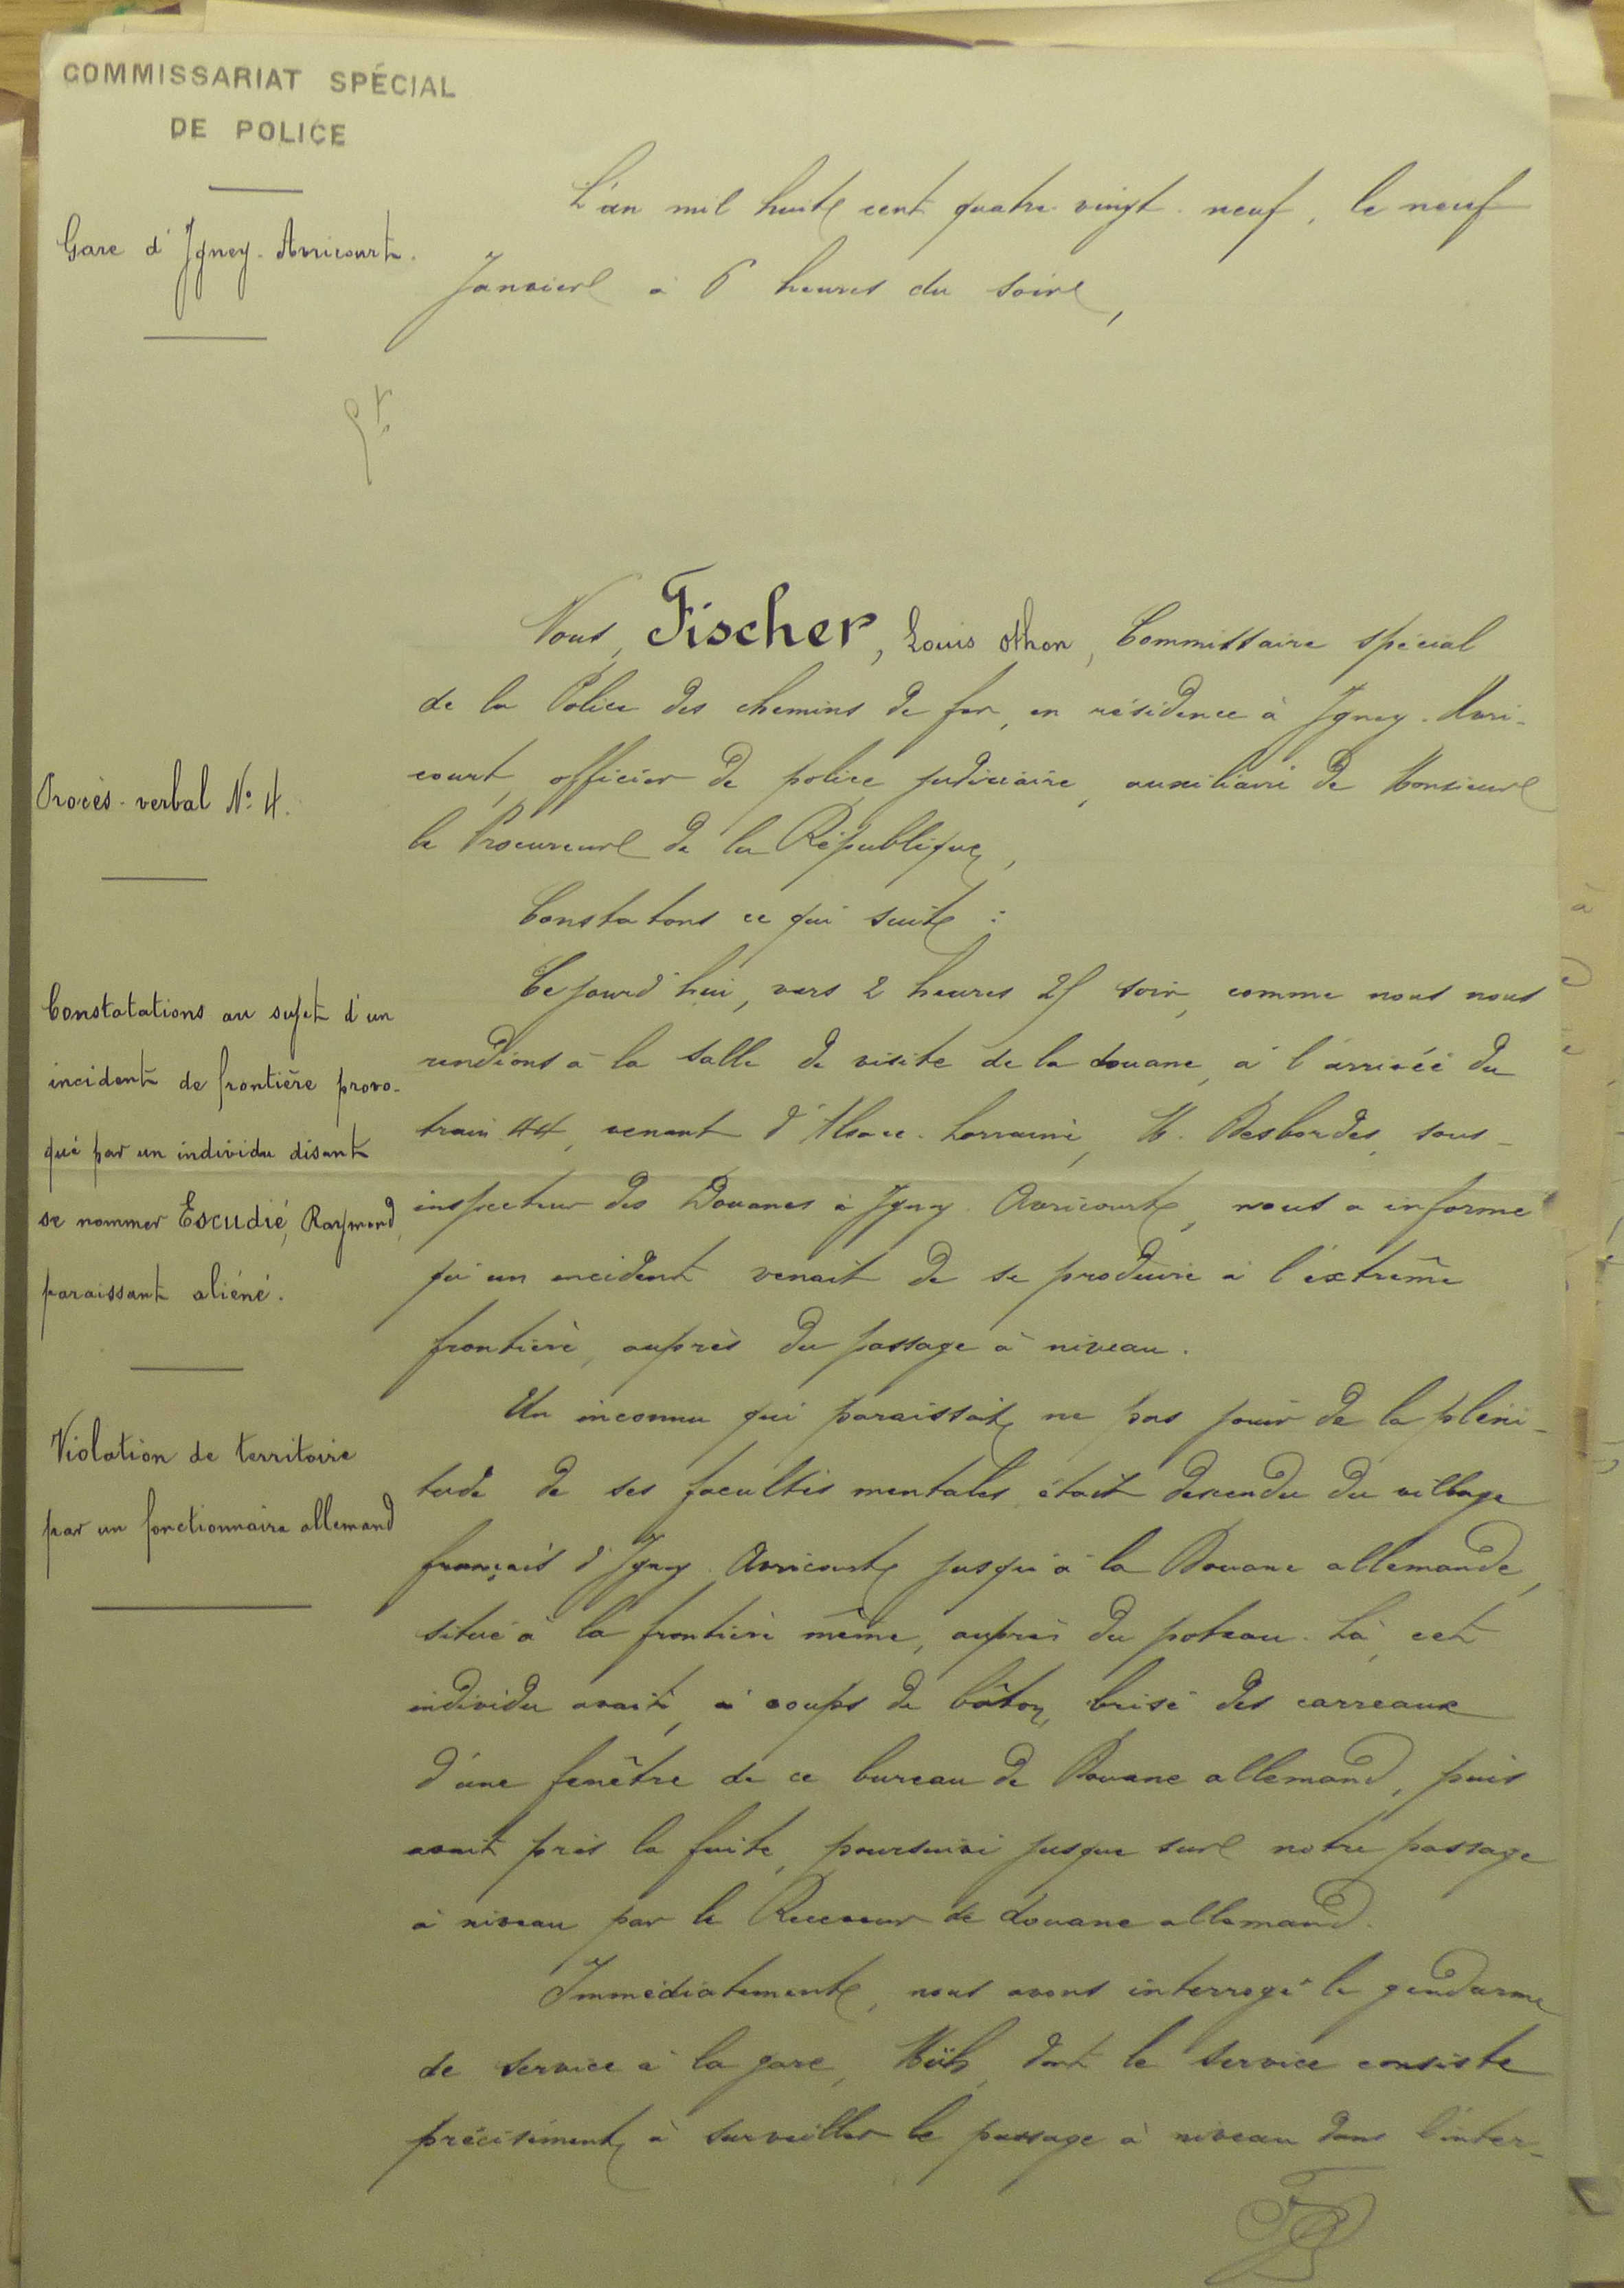 COMMISSARIAT SPÉCIAL
DE POLICE
Gare d'Igney-Avricourt.
Procès-verbal N° 4.
Constatations au sujet d'un
incident de frontière provo-
qué par un individu disant
se nommer Escudié, Raymond,
paraissant aliéné.
Violation de territoire
par un fonctionnaire allemand
L'an mil huit cent quatre vingt-neuf, le neuf
Janvier à 6 heures du soir,
Nous, Fischer, Louis Othon, Commissaire spécial
de la Police des chemins de fer, en résidence à Igney-Avri-
court, officier de police judiciaire, auxiliaire de Monsieur
le Procureur de la République,
Constatons ce qui suit :
Ce jourd'hui, vers 2 heures 25 soir, comme nous nous
rendions à la salle de visite de la douane, à l'arrivée du
train 44, venant d'Alsace-Lorraine, M. Desbordes, sous-
inspecteur des Douanes à Igney-Avricourt, nous a informé
qu'un incident venait de se produire à l'extrême
frontière, auprès du passage à niveau.
Un inconnu qui paraissait ne pas jouir de la pléni-
tude de ses facultés mentales était descendu du village
français d'Igney-Avricourt jusqu'à la Douane allemande,
situé à la frontière même, auprès du poteau. Là, cet
individu avait, à coups de bâton, brisé des carreaux
d'une fenêtre de ce bureau de Douane allemand, puis
avait pris la fuite, poursuivi jusque sur notre passage
à niveau par le Receveur de douane allemand.
Immédiatement, nous avons interrogé le gendarme
de service à la gare, dont le service consiste
précisément à surveiller le passage à niveau dans l'inter-